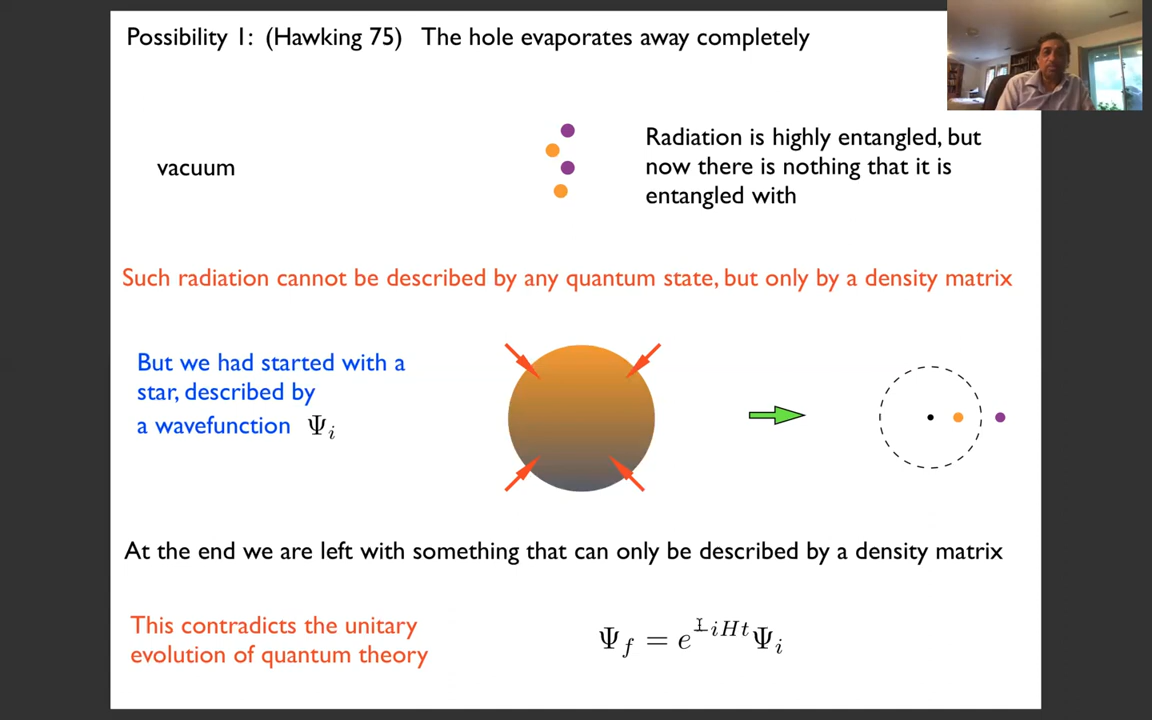 Possibility 1: (Hawking 75) The hole evaporates away completely
vacuum
Radiation is highly entangled, but
now there is nothing that it is
entangled with
Such radiation cannot be described by any quantum state, but only by a density matrix
But we had started with a
star, described by
a wavefunction Ψ_i
At the end we are left with something that can only be described by a density matrix
This contradicts the unitary
evolution of quantum theory
Ψ_f = e^{-iHt}Ψ_i